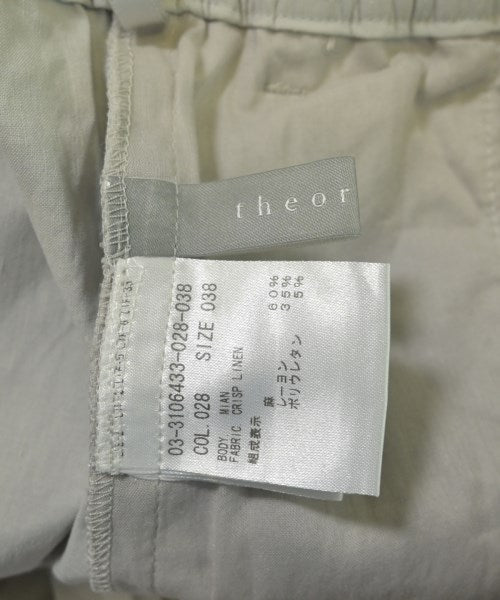 theor
03-3106433-028-038
COL. 028 SIZE 038
BODY MIAN
FABRIC CRISP LINEN
組成表示 麻 60%
レーヨン 35%
ポリウレタン 5%